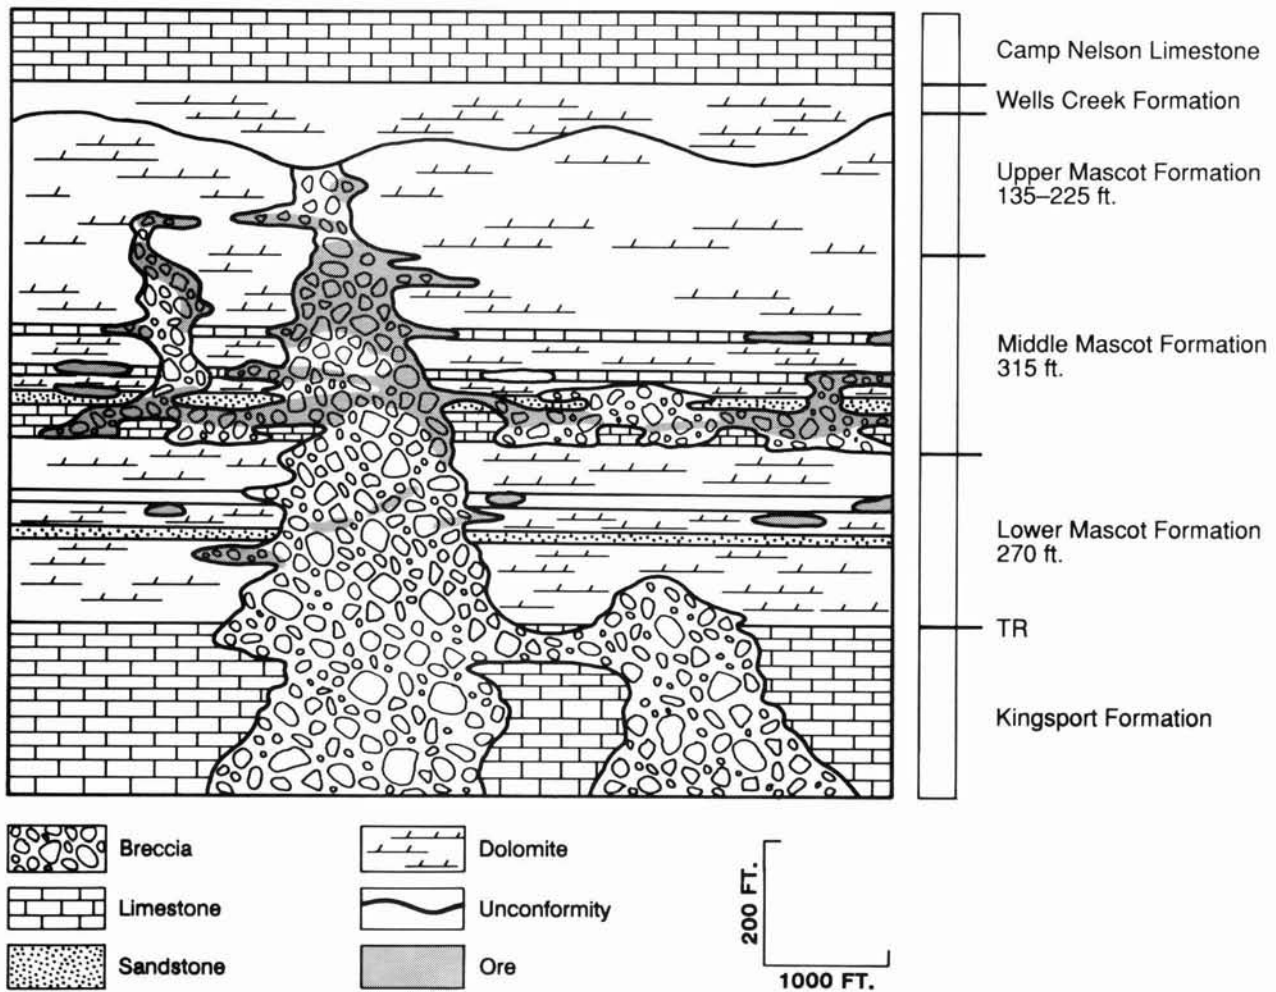 Camp Nelson Limestone
Wells Creek Formation
Upper Mascot Formation
135–225 ft.
Middle Mascot Formation
315 ft.
Lower Mascot Formation
270 ft.
TR
Kingsport Formation
Breccia
Limestone
Sandstone
Dolomite
Unconformity
Ore
200 FT.
1000 FT.